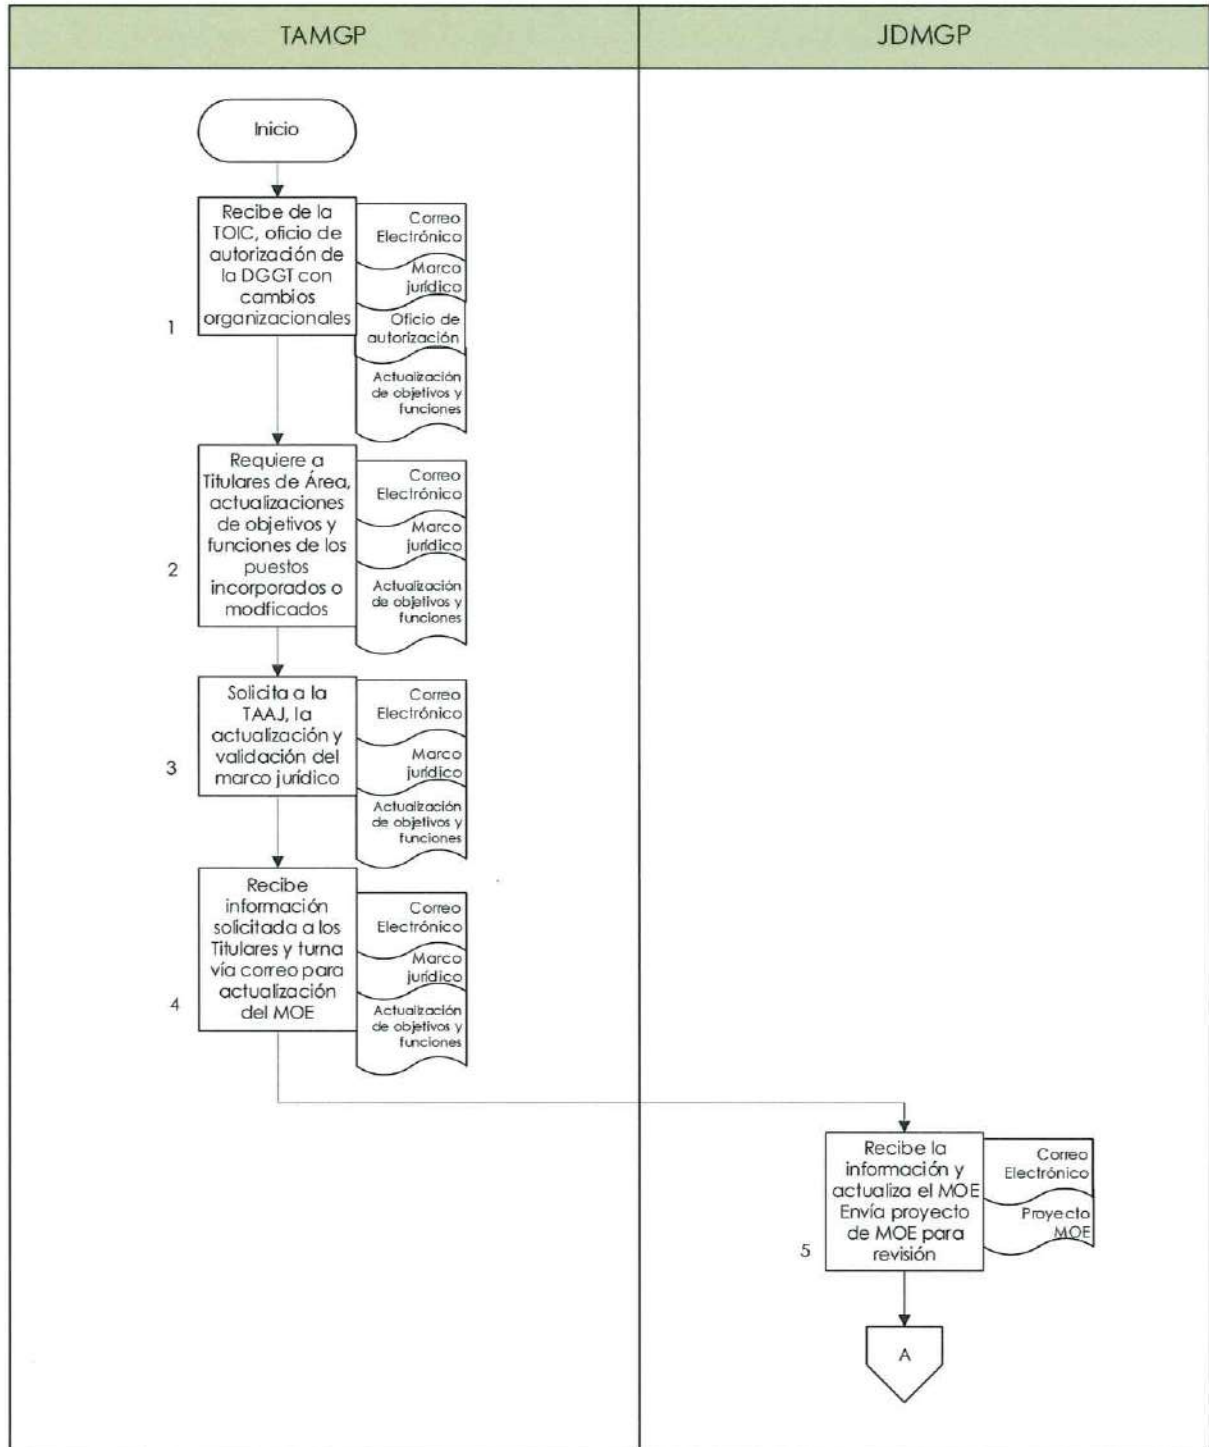 TAMGP
JDMGP
Inicio
Recibe de la
TOIC, oficio de
autorización de
la DGGT con
cambios
organizacionales
1
Correo
Electrónico
Marco
jurídico
Oficio de
autorización
Actualización
de objetivos y
funciones
Requiere a
Titulares de Área,
actualizaciones
de objetivos y
funciones de los
puestos
incorporados o
modficados
2
Correo
Electrónico
Marco
jurídico
Actualización
de objetivos y
funciones
Solicita a la
TAAJ, la
actualización y
validación del
marco jurídico
3
Correo
Electrónico
Marco
jurídico
Actualización
de objetivos y
funciones
Recibe
información
solicitada a los
Titulares y turna
vía correo para
actualización
del MOE
4
Correo
Electrónico
Marco
jurídico
Actualización
de objetivos y
funciones
Recibe la
información y
actualiza el MOE
Envía proyecto
de MOE para
revisión
5
Correo
Electrónico
Proyecto
MOE
A